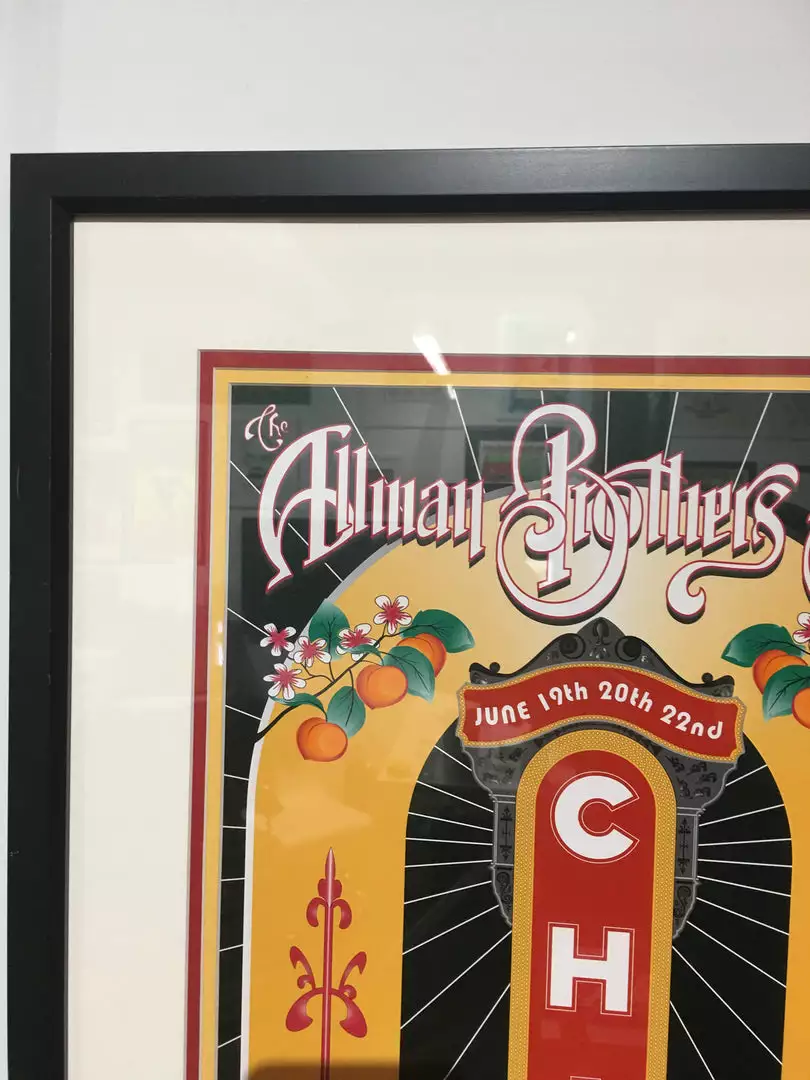 The
Allman Brothers
JUNE 19th 20th 22nd
C
H